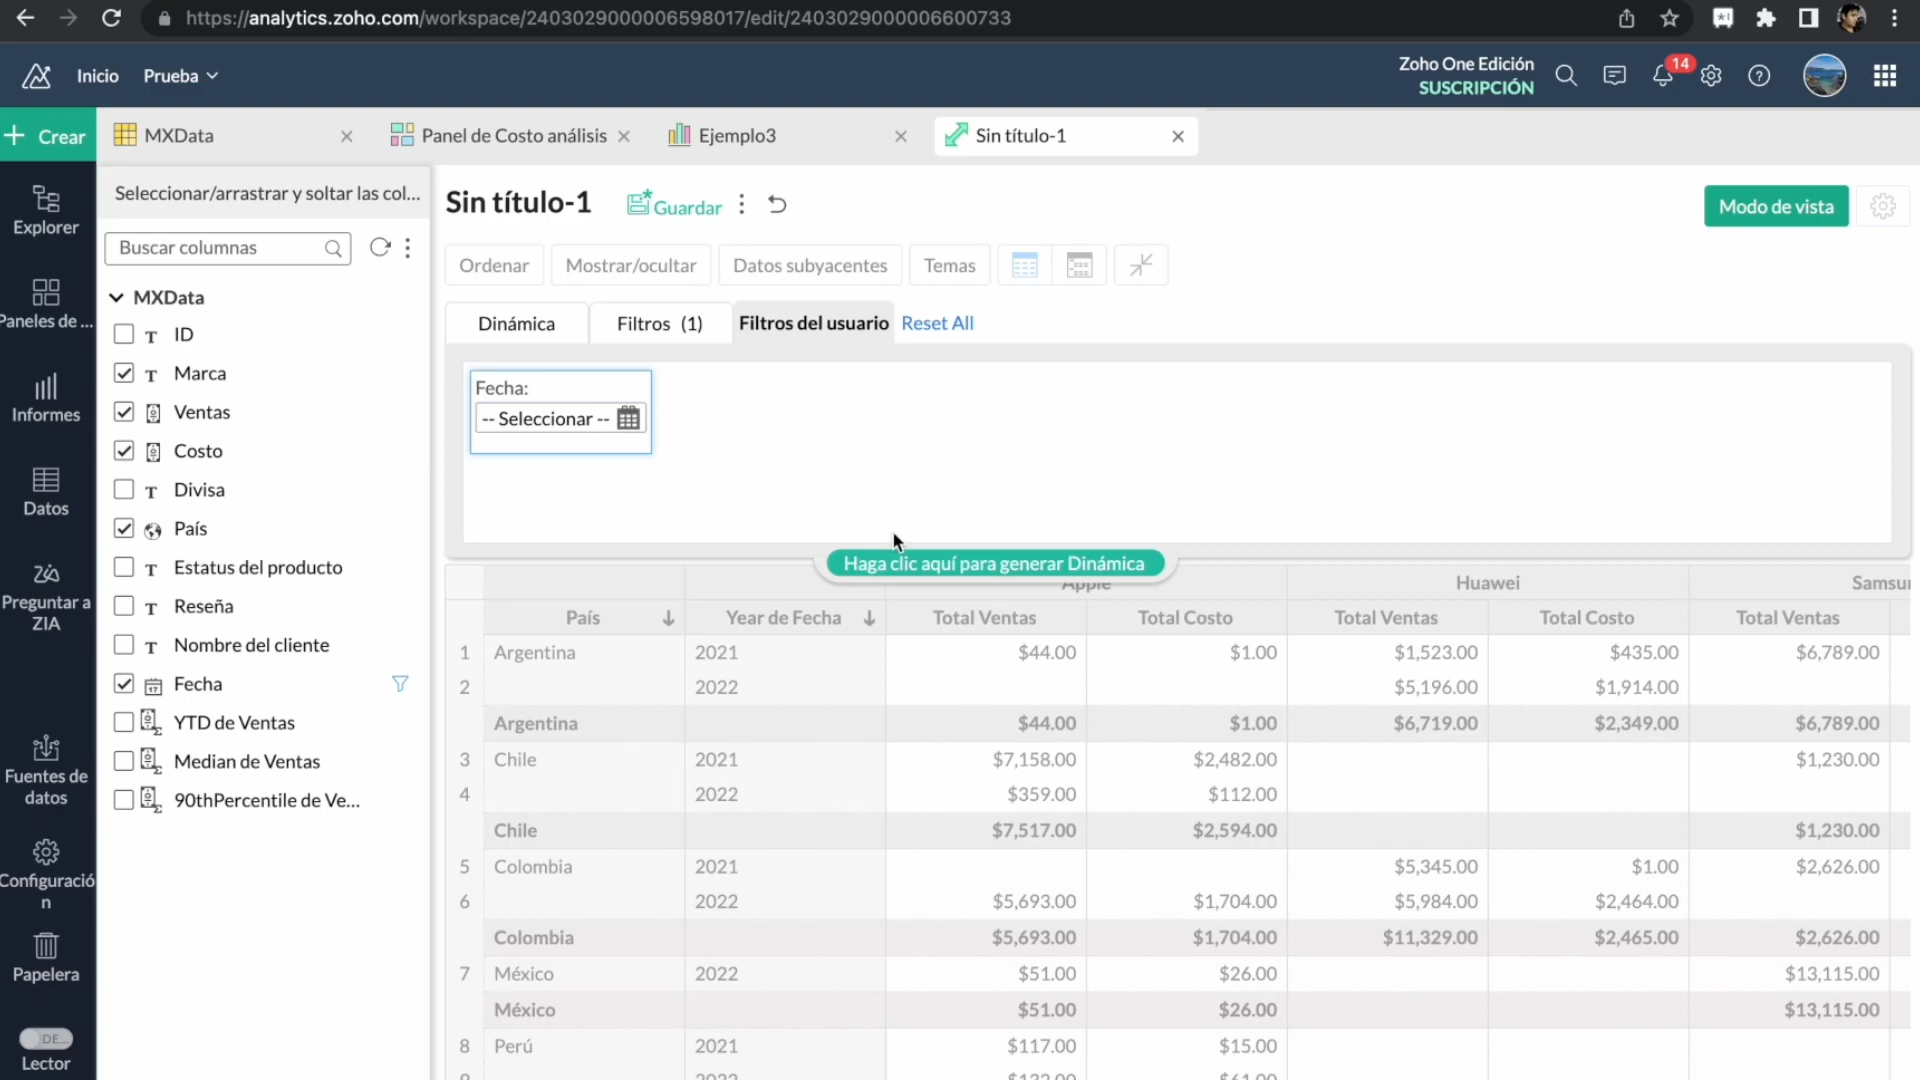 https://analytics.zoho.com/workspace/2403029000006598017/edit/2403029000006600733
Inicio
Prueba
Zoho One Edición
SUSCRIPCIÓN
14
Crear
MXData
Panel de Costo análisis
Ejemplo3
Sin título-1
Explorer
Paneles de ...
Informes
Datos
Preguntar a
ZIA
Fuentes de
datos
Configuració
n
Papelera
DE...
Lector
Seleccionar/arrastrar y soltar las col...
Buscar columnas
MXData
T ID
T Marca
Ventas
Costo
T Divisa
País
T Estatus del producto
T Reseña
T Nombre del cliente
17 Fecha
YTD de Ventas
Median de Ventas
90thPercentile de Ve...
Sin título-1
Guardar
Modo de vista
Ordenar
Mostrar/ocultar
Datos subyacentes
Temas
Dinámica
Filtros (1)
Filtros del usuario
Reset All
Fecha:
-- Seleccionar --
Haga clic aquí para generar Dinámica
Apple Huawei Samsu
País Year de Fecha Total Ventas Total Costo Total Ventas Total Costo Total Ventas
1 Argentina 2021 $44.00 $1.00 $1,523.00 $435.00 $6,789.00
2 2022 $5,196.00 $1,914.00
Argentina $44.00 $1.00 $6,719.00 $2,349.00 $6,789.00
3 Chile 2021 $7,158.00 $2,482.00 $1,230.00
4 2022 $359.00 $112.00
Chile $7,517.00 $2,594.00 $1,230.00
5 Colombia 2021 $5,345.00 $1.00 $2,626.00
6 2022 $5,693.00 $1,704.00 $5,984.00 $2,464.00
Colombia $5,693.00 $1,704.00 $11,329.00 $2,465.00 $2,626.00
7 México 2022 $51.00 $26.00 $13,115.00
México $51.00 $26.00 $13,115.00
8 Perú 2021 $117.00 $15.00
2022